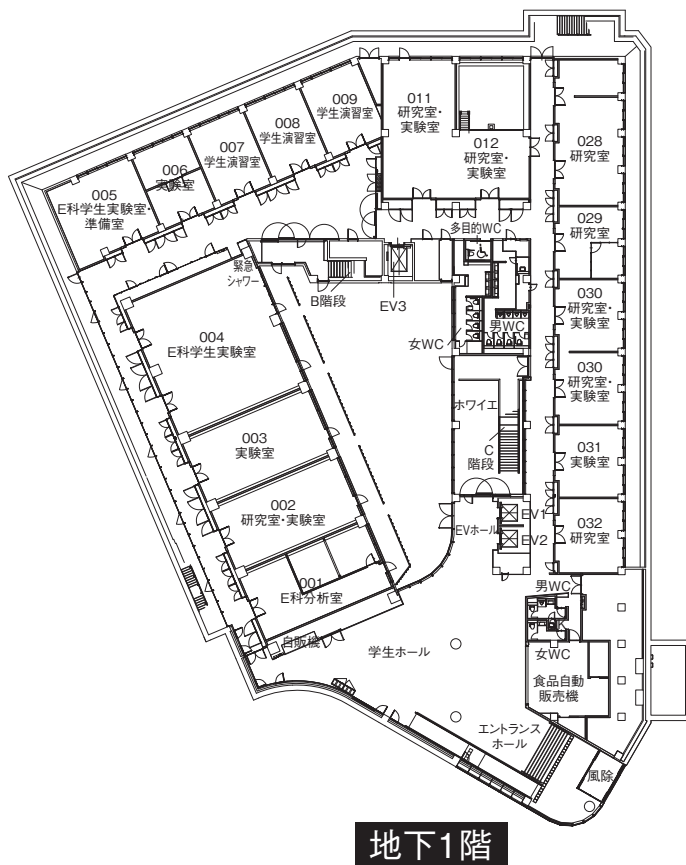 009
学生演習室
008
学生演習室
007
学生演習室
006
実験室
005
E科学生実験室・
準備室
011
研究室・
実験室
012
研究室・
実験室
028
研究室
029
研究室
030
研究室・
実験室
030
研究室・
実験室
031
実験室
032
研究室
多目的WC
緊急
シャワー
B階段
EV3
女WC
男WC
004
E科学生実験室
003
実験室
002
研究室・実験室
001
E科分析室
ホワイエ
C
階段
EVホール
EV1
EV2
男WC
女WC
自販機
学生ホール
食品自動
販売機
エントランス
ホール
風除
地下1階